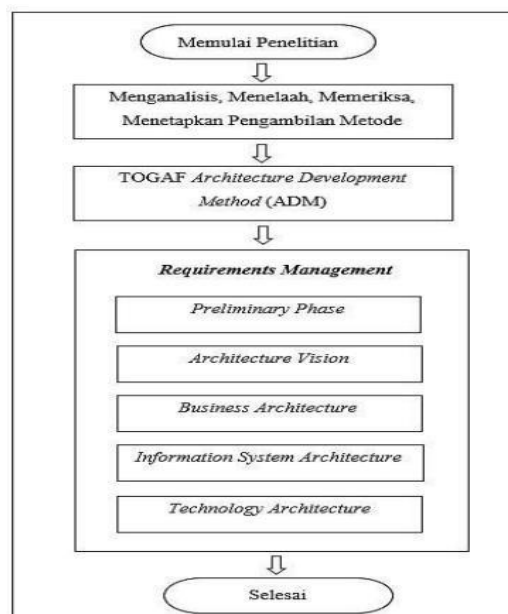 Memulai Penelitian
Menganalisis, Menelaah, Memeriksa,
Menetapkan Pengambilan Metode
TOGAF Architecture Development
Method (ADM)
Requirements Management
Preliminary Phase
Architecture Vision
Business Architecture
Information System Architecture
Technology Architecture
Selesai